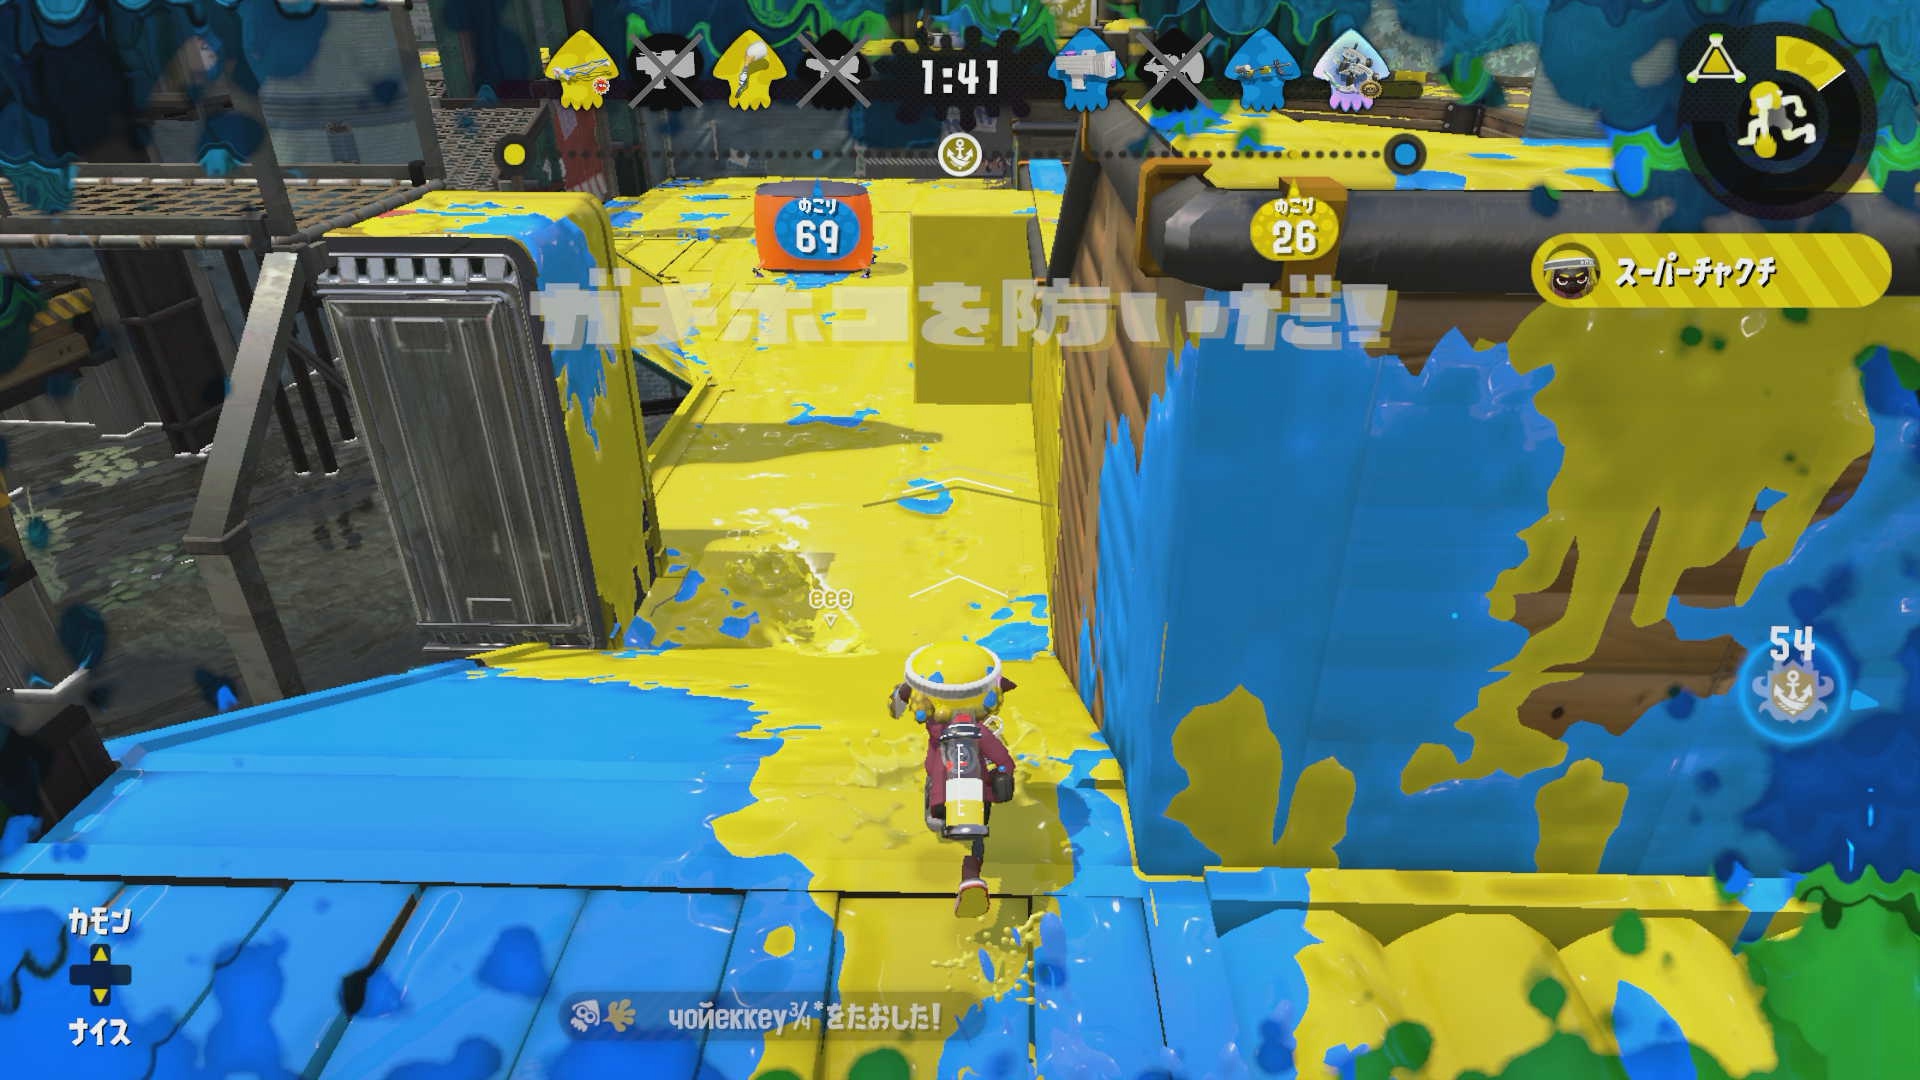 1:41
のこり
69
のこり
26
スーパーチャクチ
ガチホコを防いだ!
eee
54
カモン
ナイス
чойеккеу¾*をたおした!